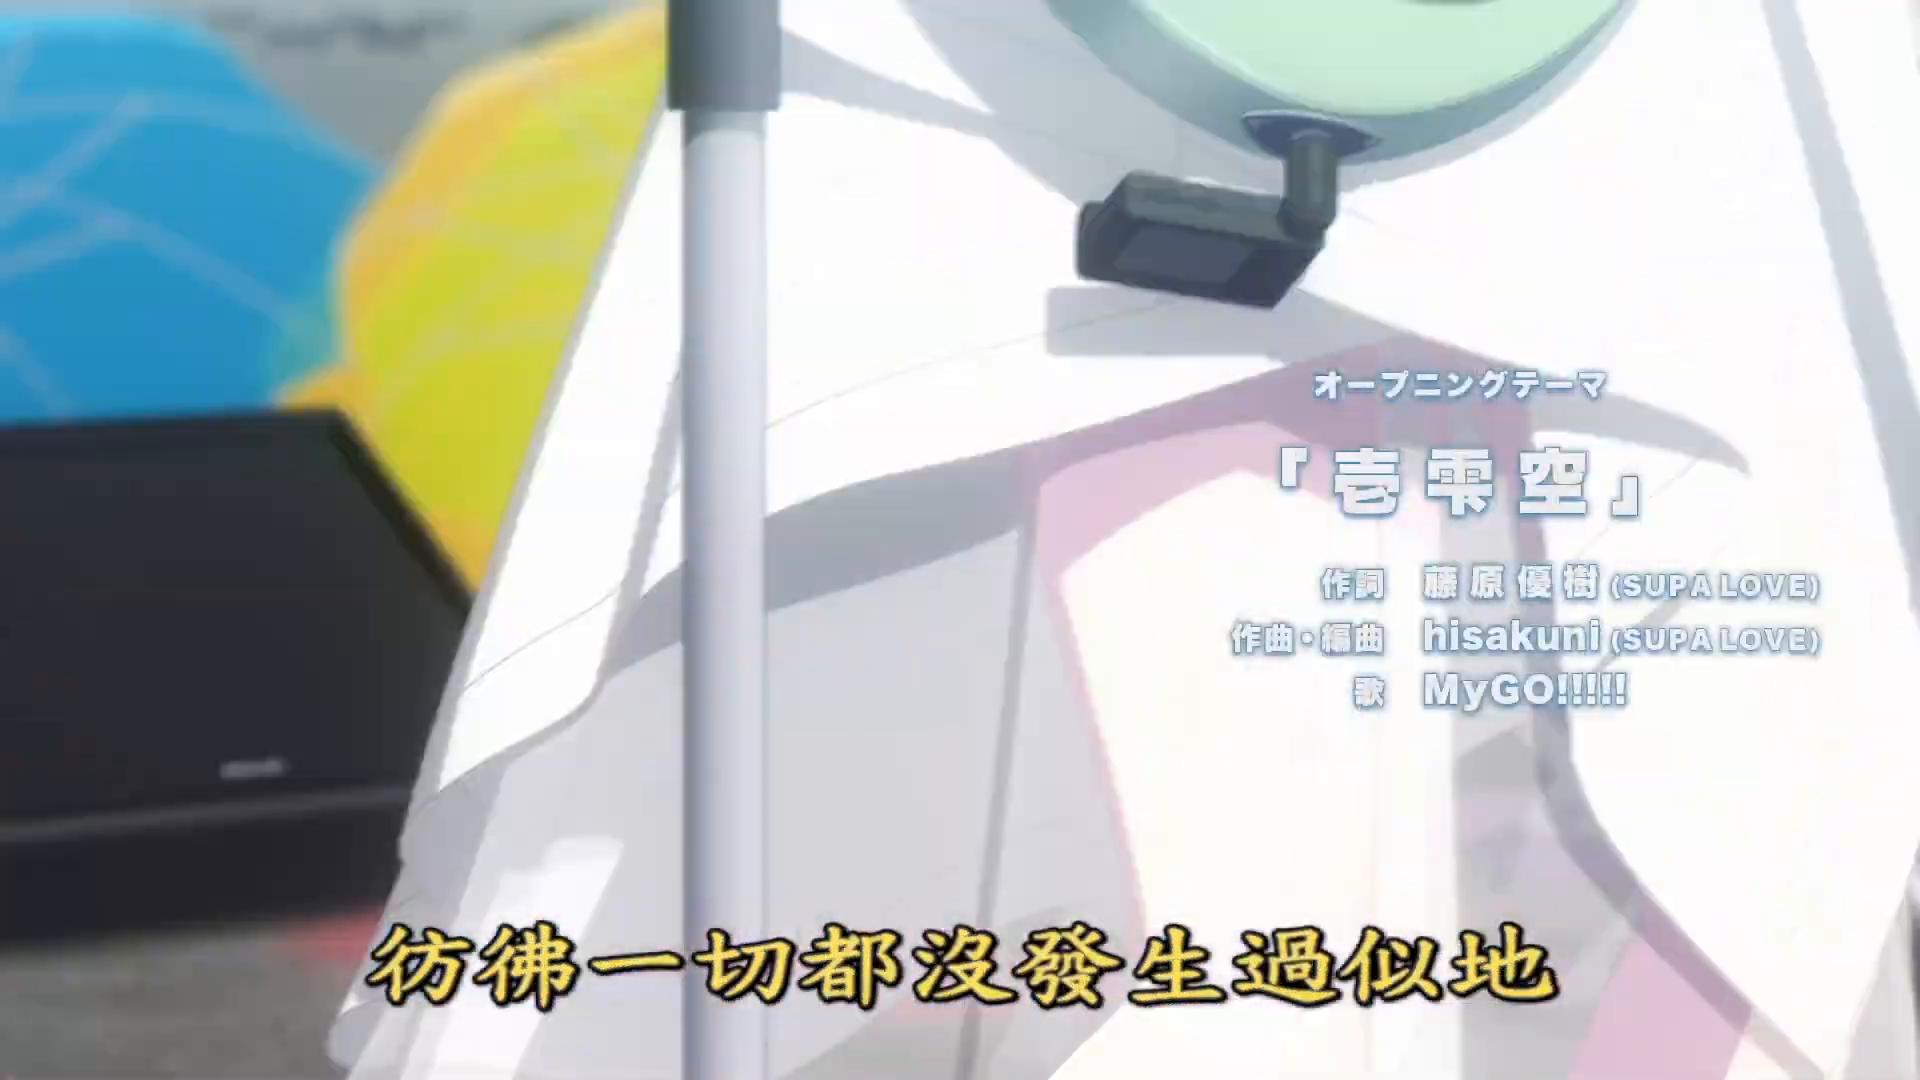 オープニングテーマ
「壱雫空」
作詞 藤原優樹(SUPA LOVE)
作曲・編曲 hisakuni(SUPA LOVE)
歌 MyGO!!!!!
彷彿一切都沒發生過似地